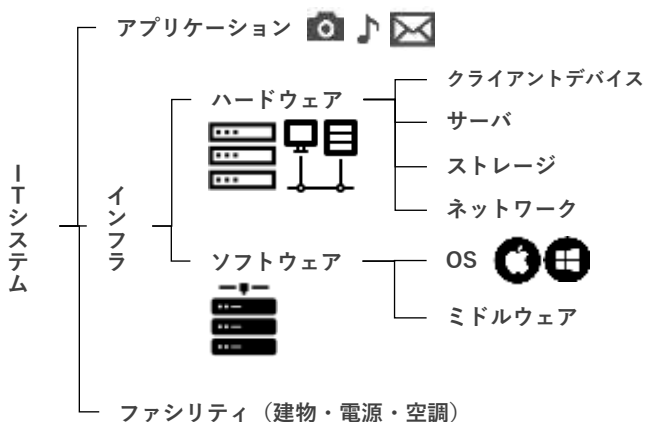 アプリケーション
ハードウェア
クライアントデバイス
サーバ
ストレージ
ネットワーク
ITシステム
インフラ
ソフトウェア
OS
ミドルウェア
ファシリティ（建物・電源・空調）